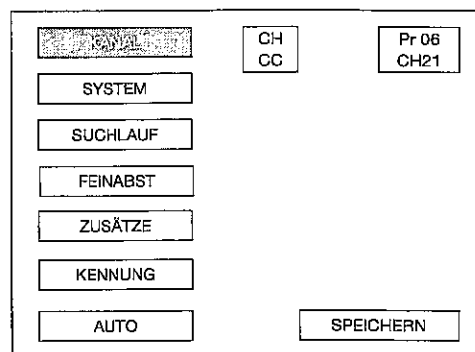 KANAL
CH
CC
Pr 06
CH21
SYSTEM
SUCHLAUF
FEINABST
ZUSÄTZE
KENNUNG
AUTO
SPEICHERN